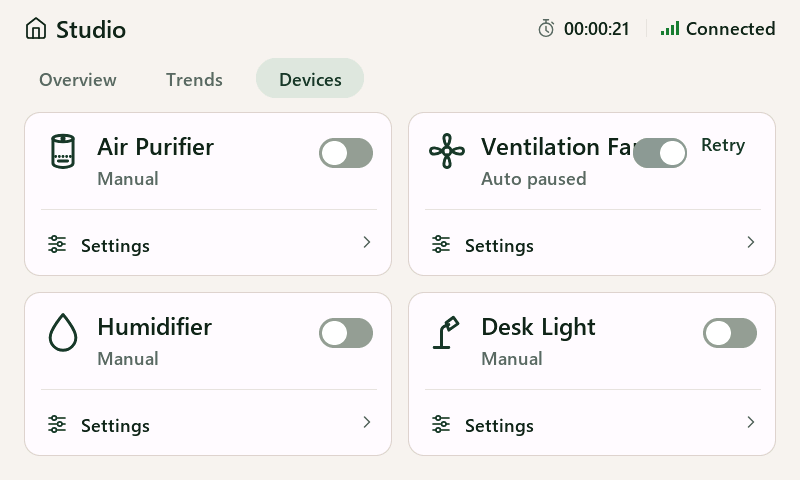 Studio
00:00:21
Connected
Overview
Trends
Devices
Air Purifier
Manual
Settings
Ventilation
Auto paused
Retry
Settings
Humidifier
Manual
Settings
Desk Light
Manual
Settings